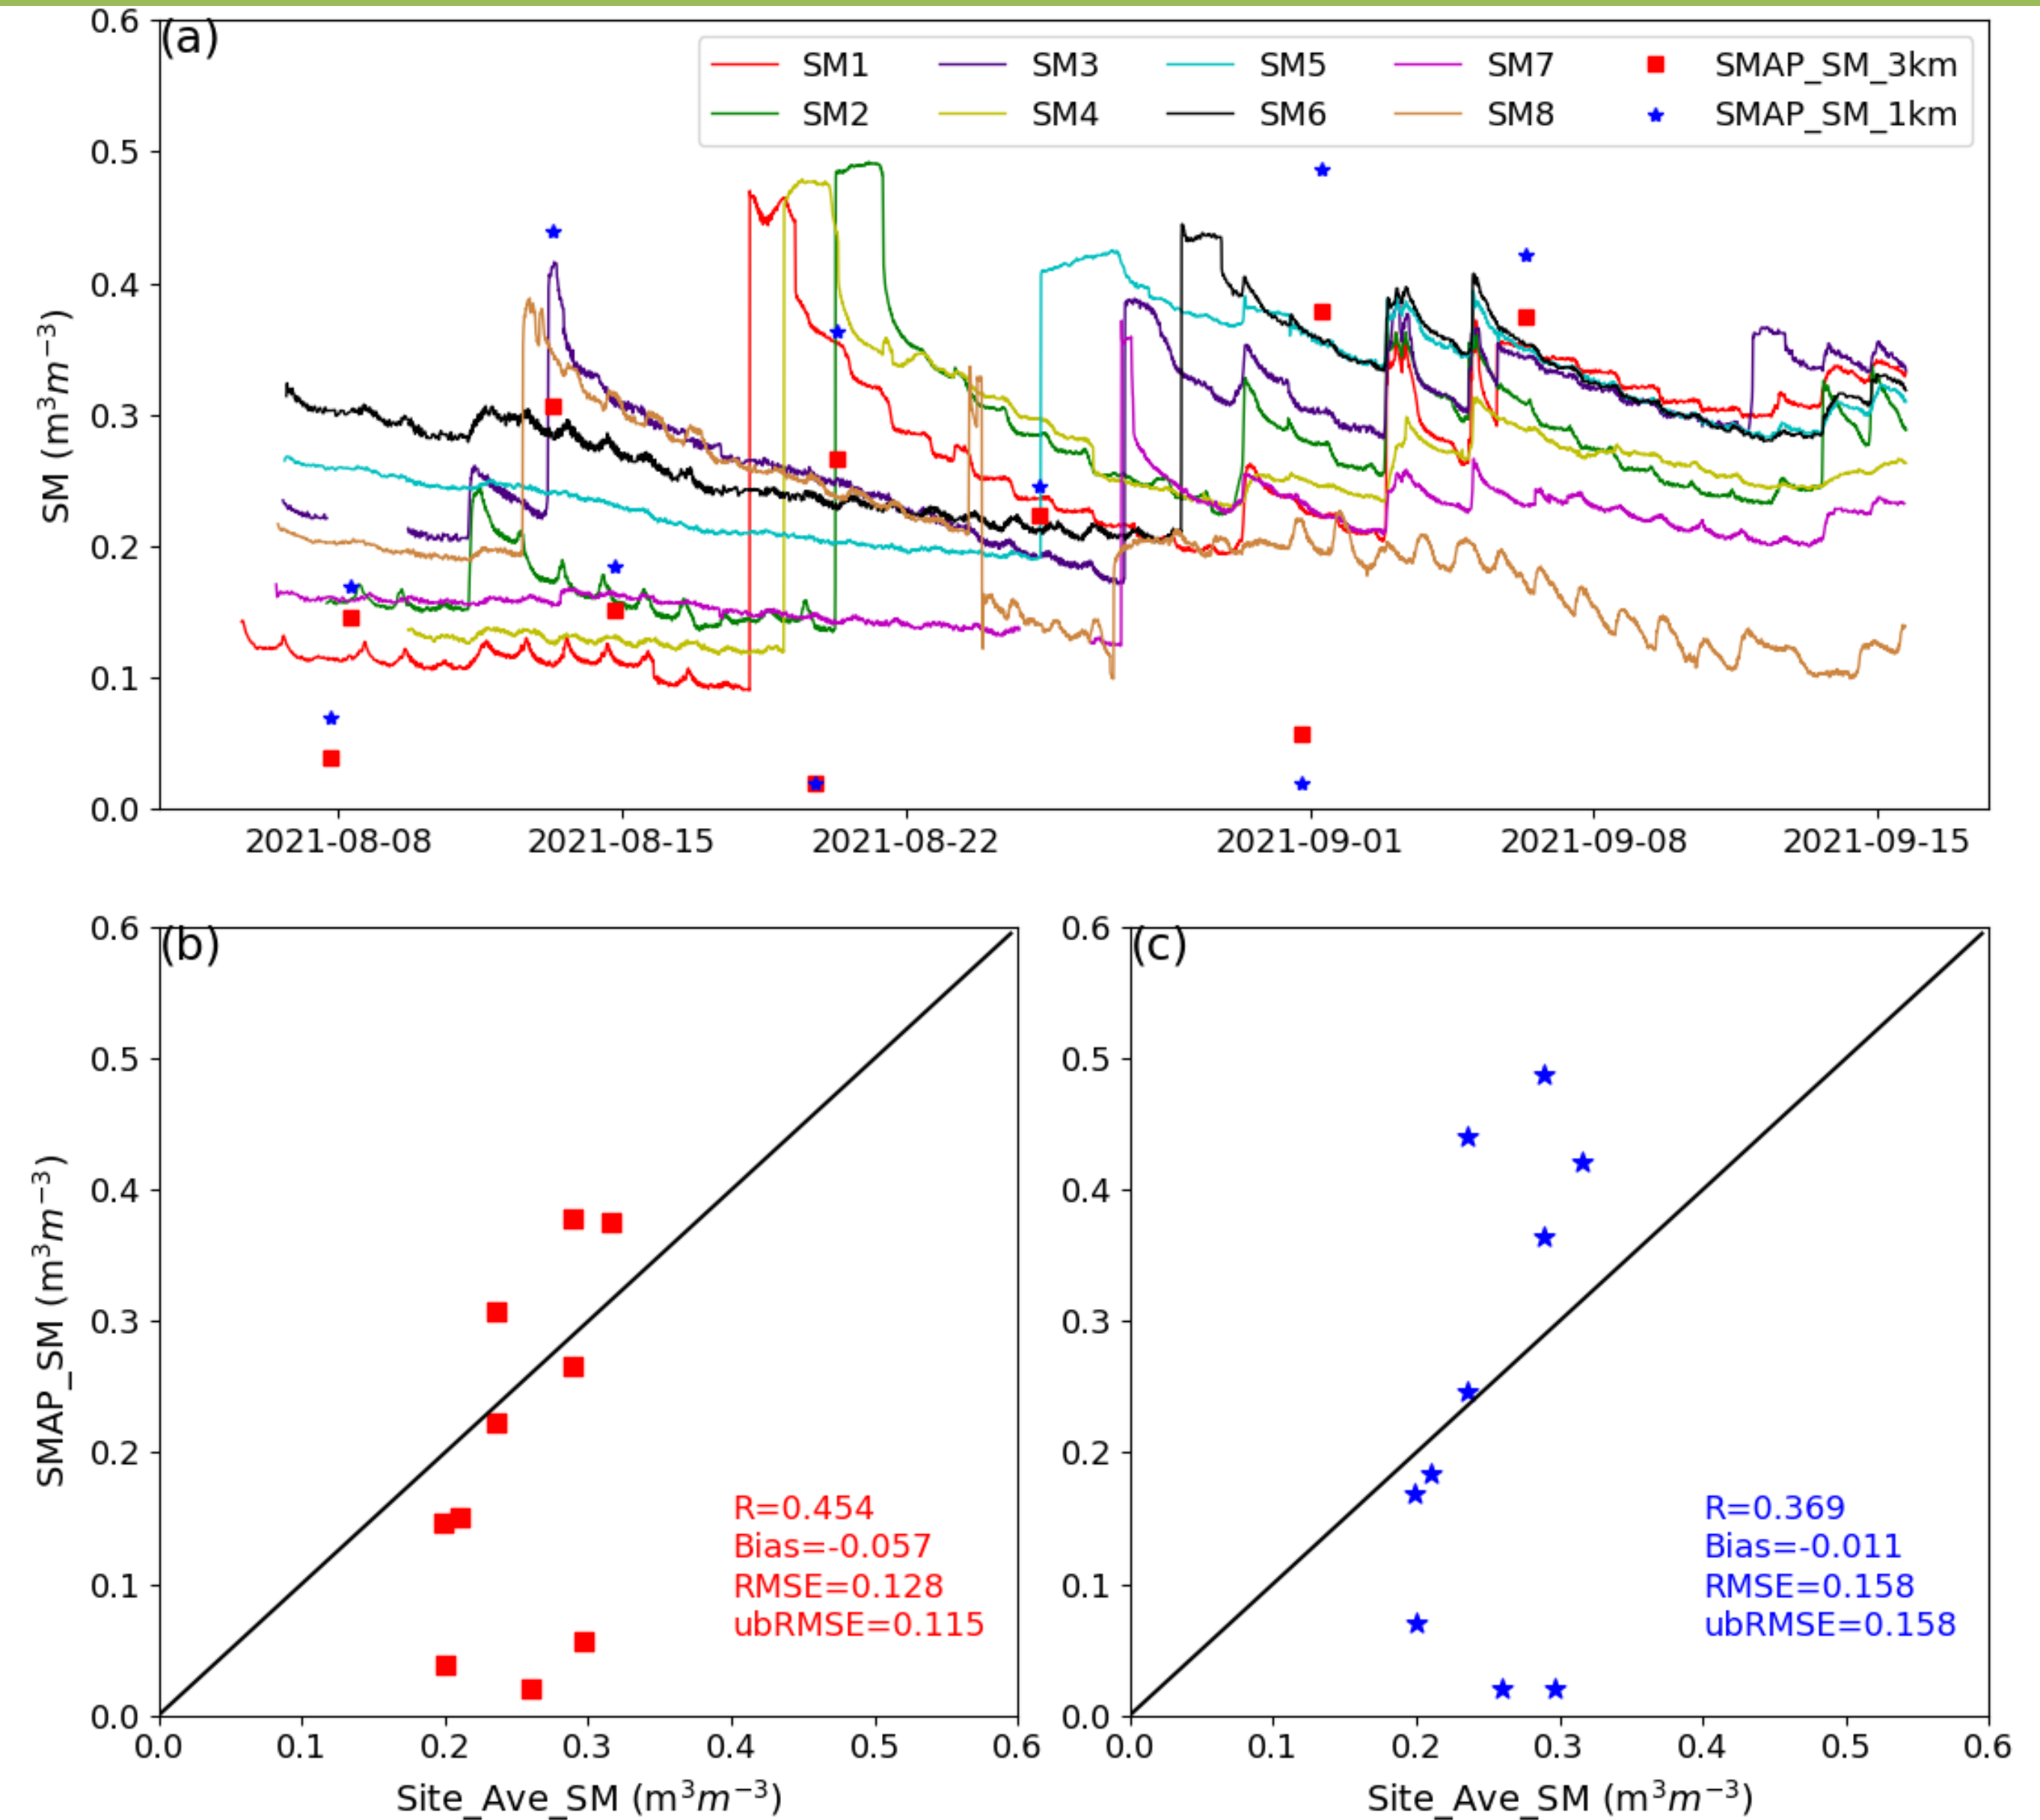 (a)
SM1 SM3 SM5 SM7 SMAP_SM_3km
SM2 SM4 SM6 SM8 SMAP_SM_1km
0.6
0.5
0.4
0.3
0.2
0.1
0.0
SM (m³m⁻³)
2021-08-08 2021-08-15 2021-08-22 2021-09-01 2021-09-08 2021-09-15
(b)
0.6
0.5
0.4
0.3
0.2
0.1
0.0
SMAP_SM (m³m⁻³)
R=0.454
Bias=-0.057
RMSE=0.128
ubRMSE=0.115
0.0 0.1 0.2 0.3 0.4 0.5 0.6
Site_Ave_SM (m³m⁻³)
(c)
0.6
0.5
0.4
0.3
0.2
0.1
0.0
R=0.369
Bias=-0.011
RMSE=0.158
ubRMSE=0.158
0.0 0.1 0.2 0.3 0.4 0.5 0.6
Site_Ave_SM (m³m⁻³)